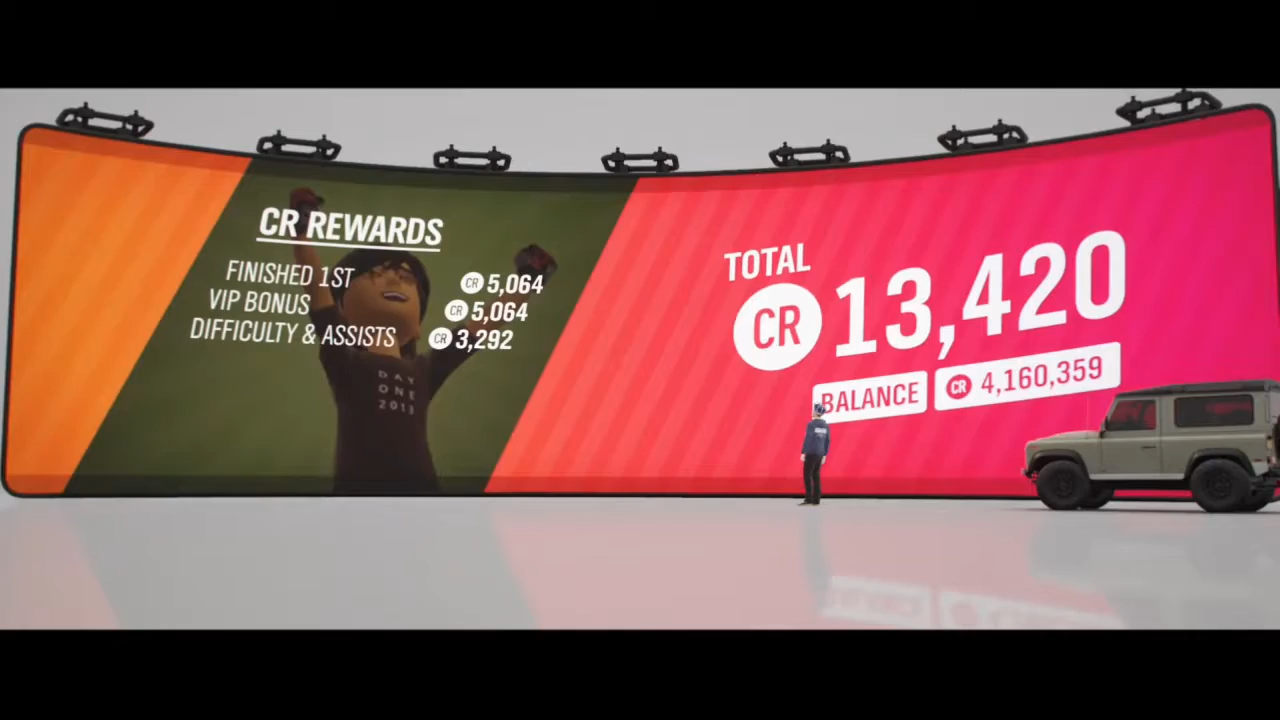 CR REWARDS
FINISHED 1ST CR 5,064
VIP BONUS CR 5,064
DIFFICULTY & ASSISTS CR 3,292
DAY
ONE
2013
TOTAL
CR 13,420
BALANCE CR 4,160,359